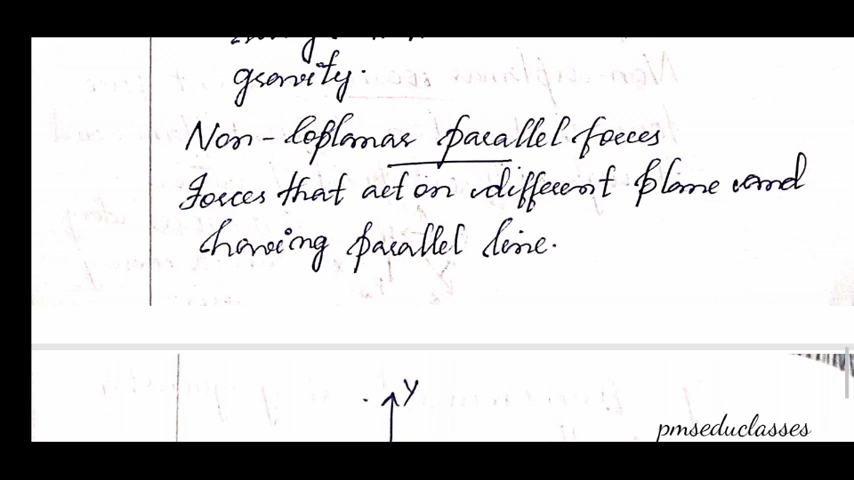 gravity.
Non-Coplanar parallel forces
Forces that act on different plane and
having parallel line.
Y
pmseduclasses